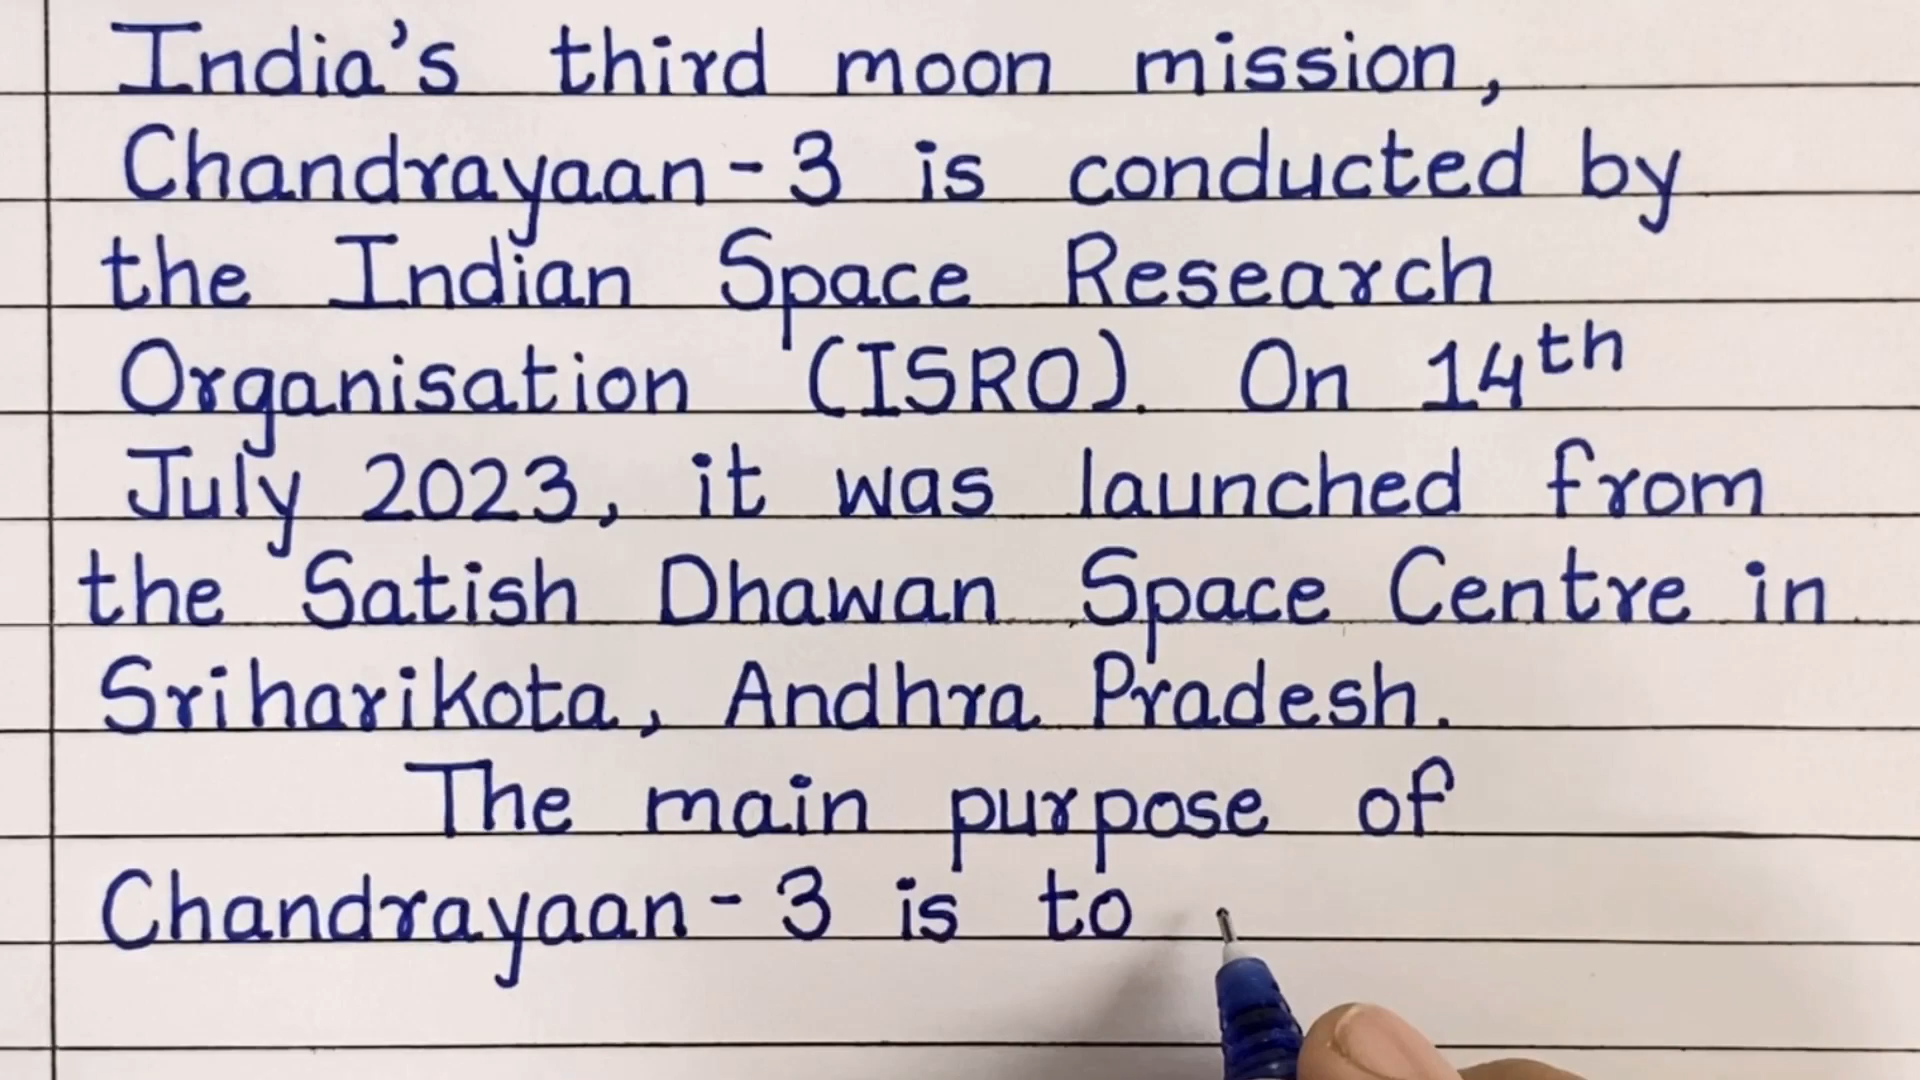 India's third moon mission,
Chandrayaan-3 is conducted by
the Indian Space Research
Organisation (ISRO). On 14th
July 2023, it was launched from
the Satish Dhawan Space Centre in
Sriharikota, Andhra Pradesh.
The main purpose of
Chandrayaan-3 is to